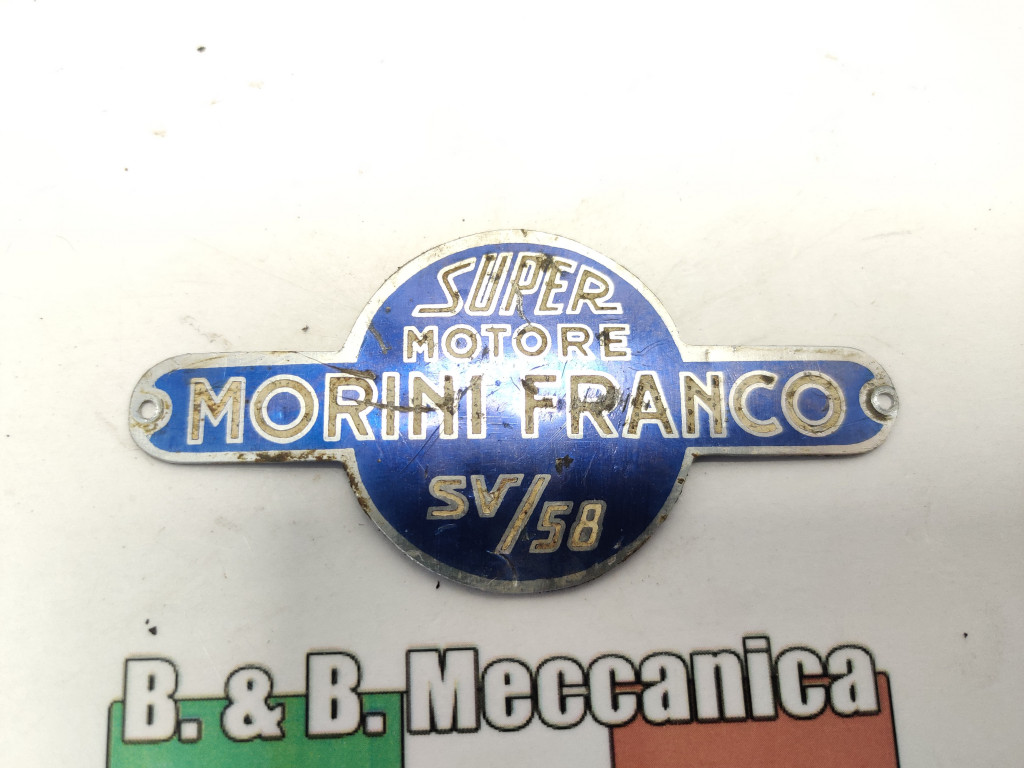 SUPER
MOTORE
MORINI FRANCO
SV/58
B. & B. Meccanica